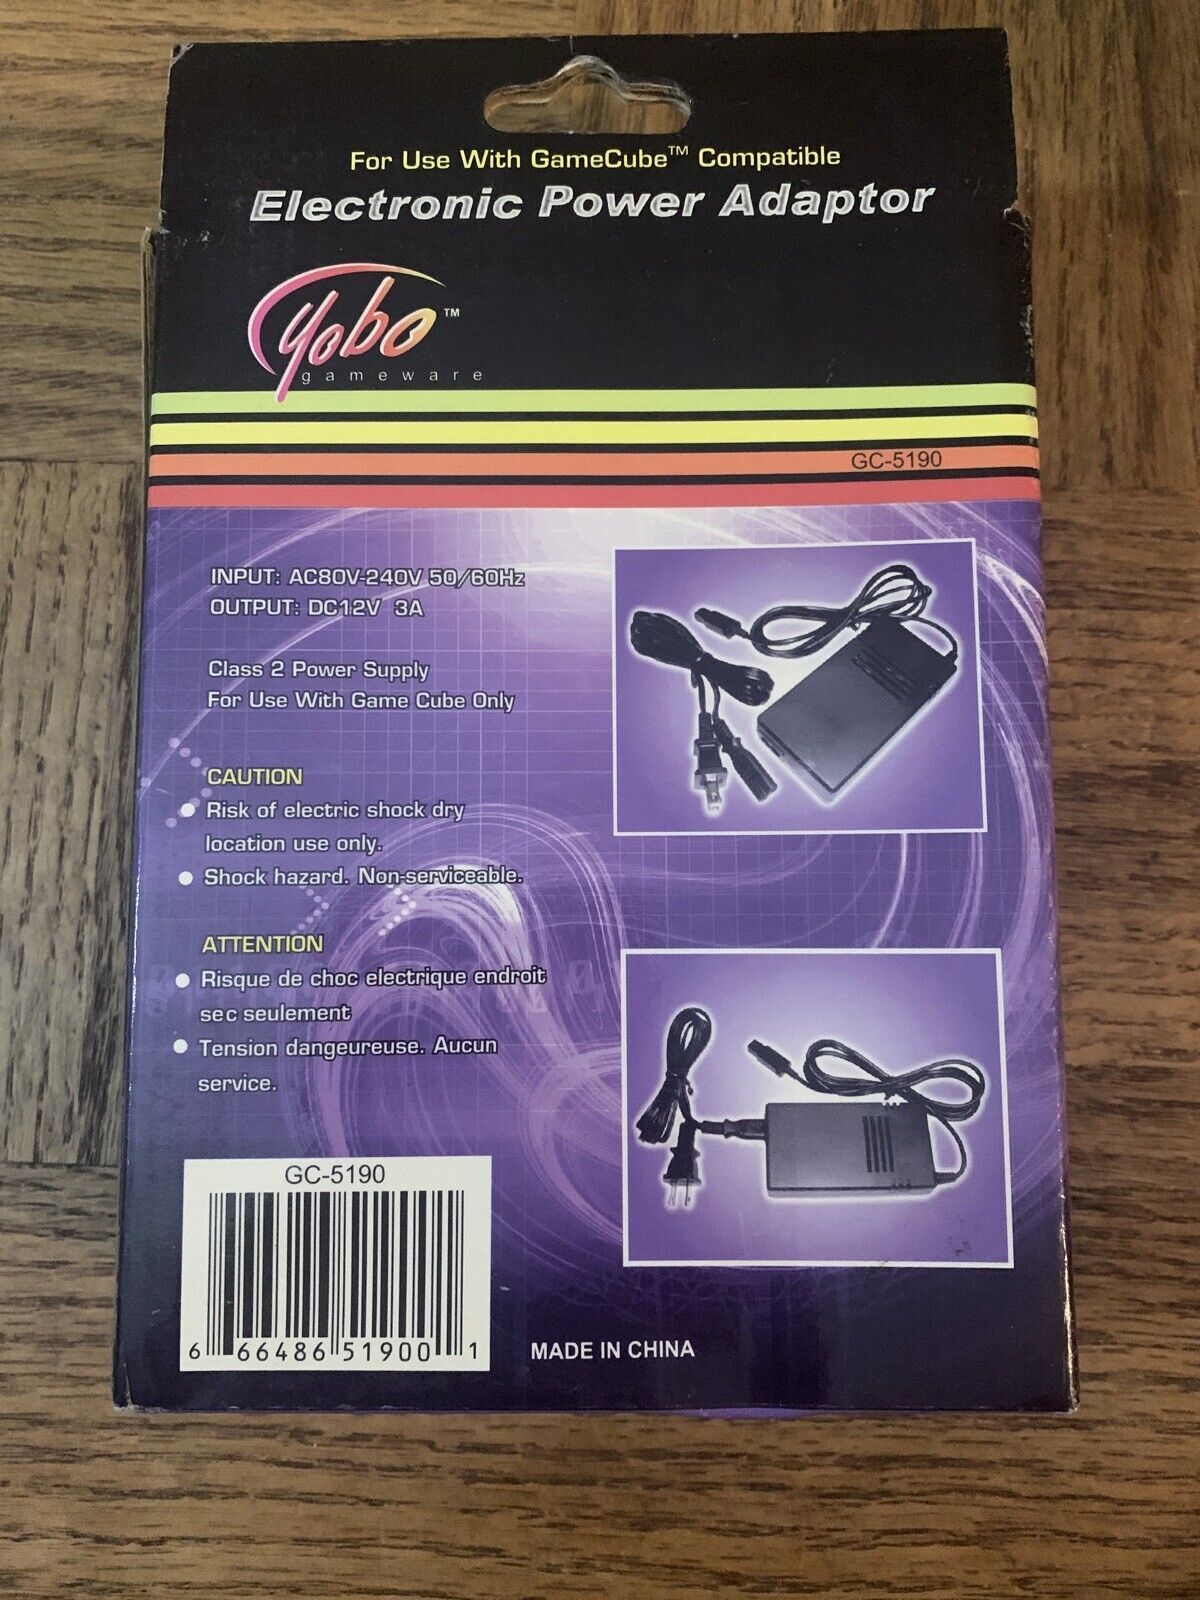 For Use With GameCube™ Compatible
Electronic Power Adaptor
Yobo™
gameware
GC-5190
INPUT: AC80V-240V 50/60Hz
OUTPUT: DC12V 3A
Class 2 Power Supply
For Use With Game Cube Only
CAUTION
Risk of electric shock dry
location use only.
Shock hazard. Non-serviceable.
ATTENTION
Risque de choc electrique endroit
sec seulement
Tension dangeureuse. Aucun
service.
GC-5190
6 66486 51900 1
MADE IN CHINA